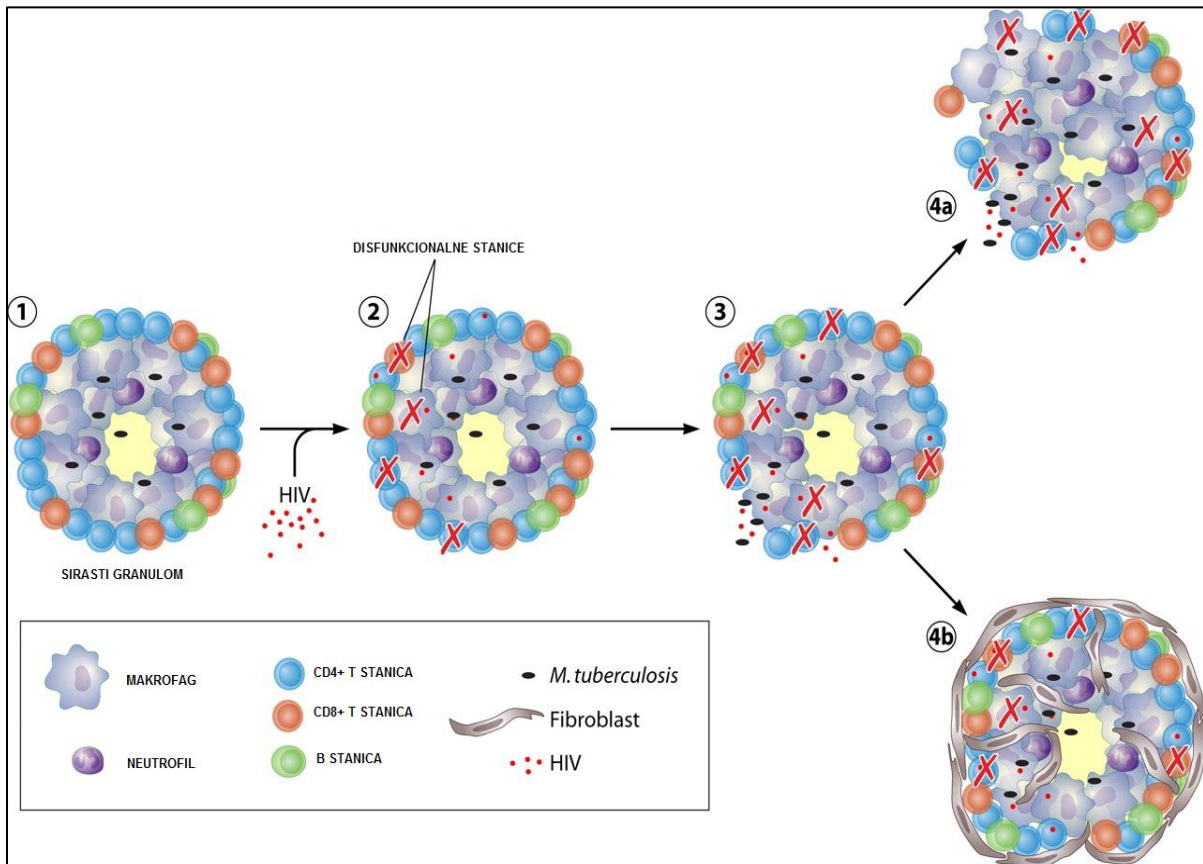 4a
DISFUNKCIONALNE STANICE
1
2
3
HIV
SIRASTI GRANULOM
4b
MAKROFAG
NEUTROFIL
CD4+ T STANICA
CD8+ T STANICA
B STANICA
M. tuberculosis
Fibroblast
HIV